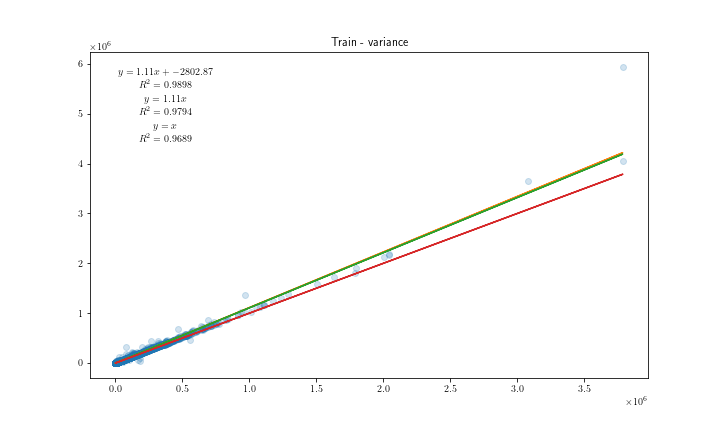 Train - variance
×10⁶
y = 1.11x + −2802.87
R² = 0.9898
y = 1.11x
R² = 0.9794
y = x
R² = 0.9689
6
5
4
3
2
1
0
0.0 0.5 1.0 1.5 2.0 2.5 3.0 3.5
×10⁶